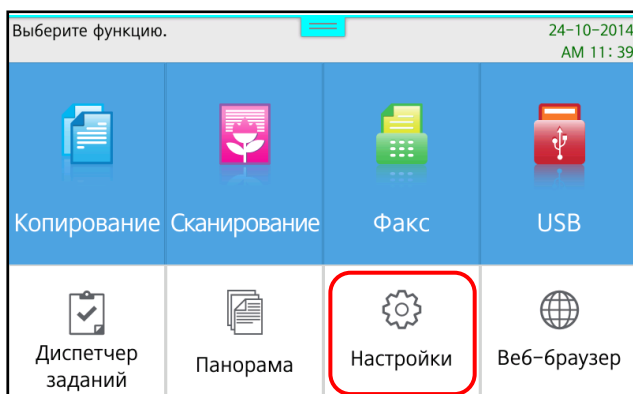 Выберите функцию.
24-10-2014
AM 11:39
Копирование
Сканирование
Факс
USB
Диспетчер
заданий
Панорама
Настройки
Веб-браузер